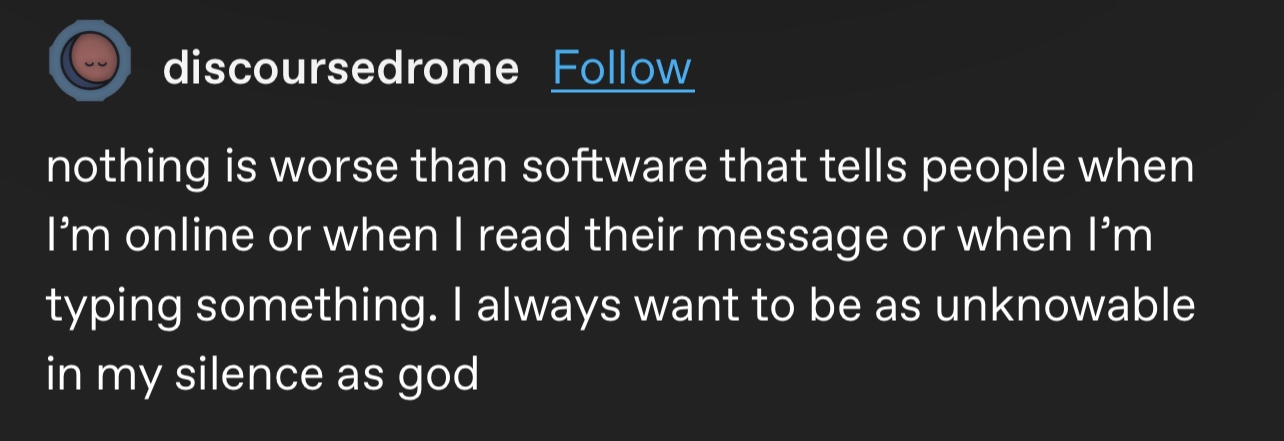 discoursedrome Follow
nothing is worse than software that tells people when
I’m online or when I read their message or when I’m
typing something. I always want to be as unknowable
in my silence as god